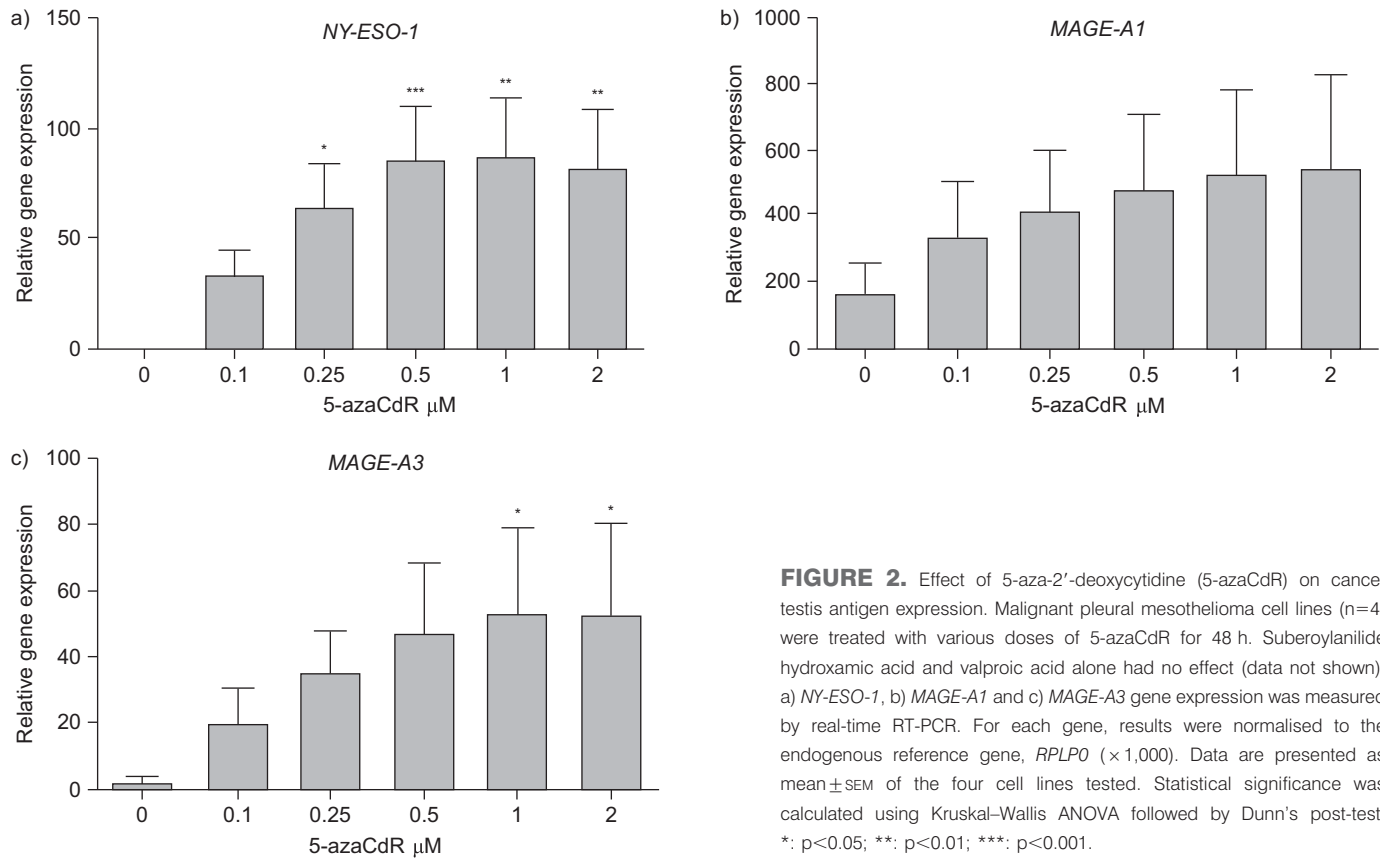 a)
NY-ESO-1
Relative gene expression
150
100
50
0
*
***
**
**
0 0.1 0.25 0.5 1 2
5-azaCdR μM
b)
MAGE-A1
Relative gene expression
1000
800
600
400
200
0
0 0.1 0.25 0.5 1 2
5-azaCdR μM
c)
MAGE-A3
Relative gene expression
100
80
60
40
20
0
*
*
0 0.1 0.25 0.5 1 2
5-azaCdR μM
FIGURE 2. Effect of 5-aza-2′-deoxycytidine (5-azaCdR) on cance
testis antigen expression. Malignant pleural mesothelioma cell lines (n=4
were treated with various doses of 5-azaCdR for 48 h. Suberoylanilide
hydroxamic acid and valproic acid alone had no effect (data not shown)
a) NY-ESO-1, b) MAGE-A1 and c) MAGE-A3 gene expression was measured
by real-time RT-PCR. For each gene, results were normalised to the
endogenous reference gene, RPLP0 (×1,000). Data are presented as
mean±SEM of the four cell lines tested. Statistical significance was
calculated using Kruskal–Wallis ANOVA followed by Dunn's post-test
*: p<0.05; **: p<0.01; ***: p<0.001.